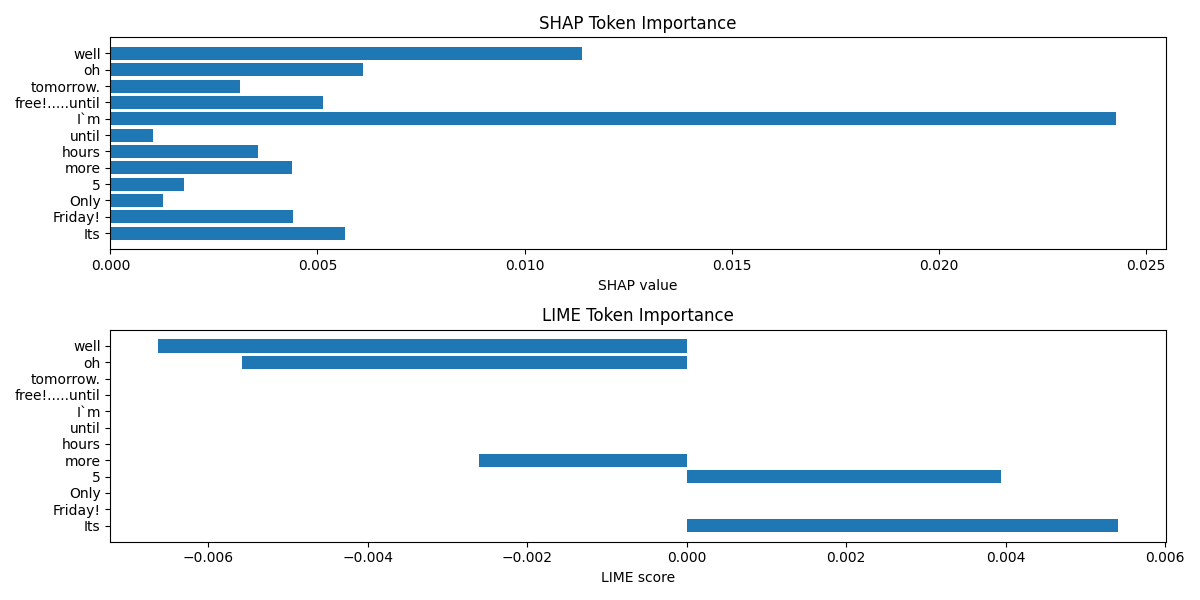 SHAP Token Importance
well
oh
tomorrow.
free!.....until
I`m
until
hours
more
5
Only
Friday!
Its
0.000 0.005 0.010 0.015 0.020 0.025
SHAP value
LIME Token Importance
well
oh
tomorrow.
free!.....until
I`m
until
hours
more
5
Only
Friday!
Its
−0.006 −0.004 −0.002 0.000 0.002 0.004 0.006
LIME score